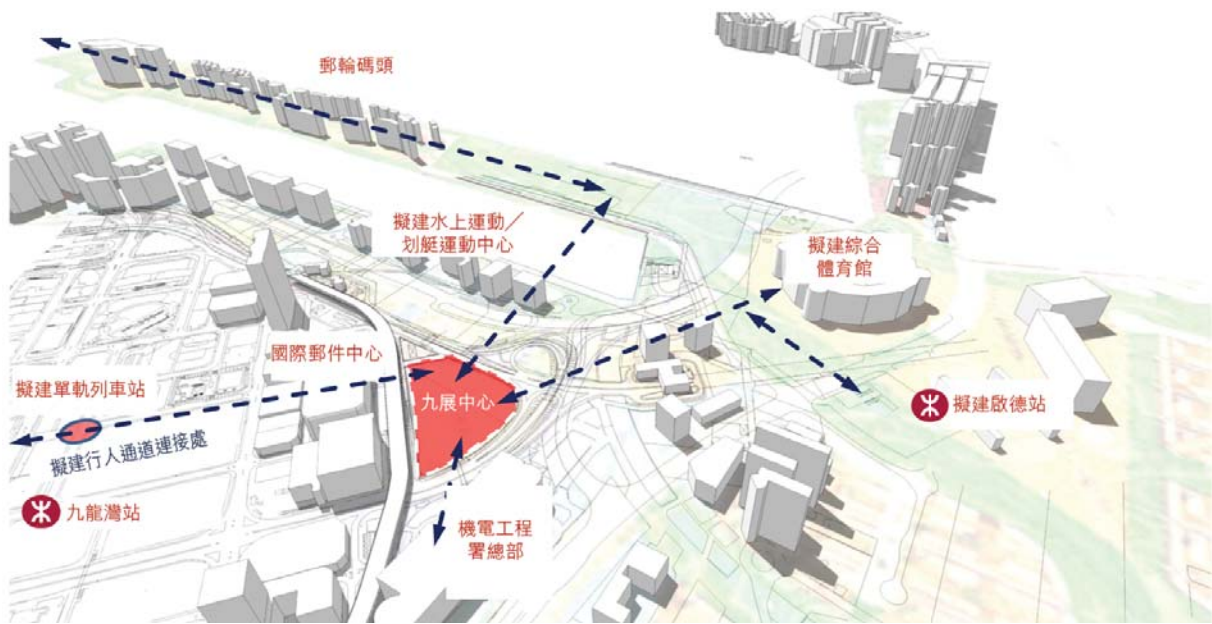 郵輪碼頭
擬建水上運動／
划艇運動中心
擬建綜合
體育館
國際郵件中心
擬建單軌列車站
九展中心
擬建啟德站
擬建行人通道連接處
九龍灣站
機電工程
署總部